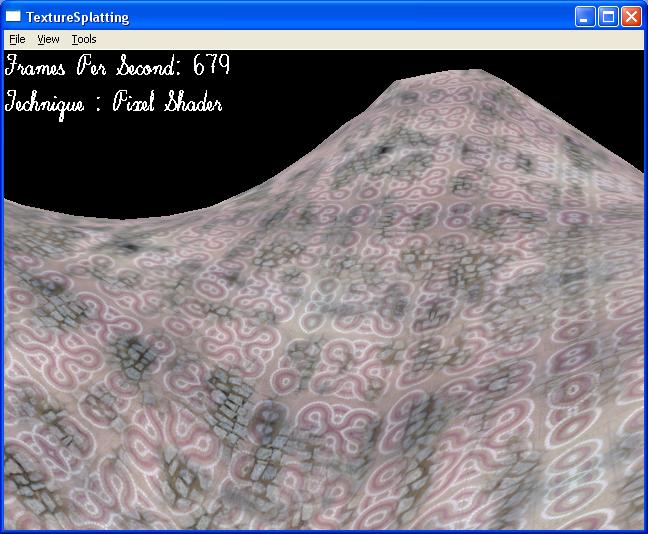 TextureSplatting
File View Tools
Frames Per Second: 679
Technique : Pixel Shader